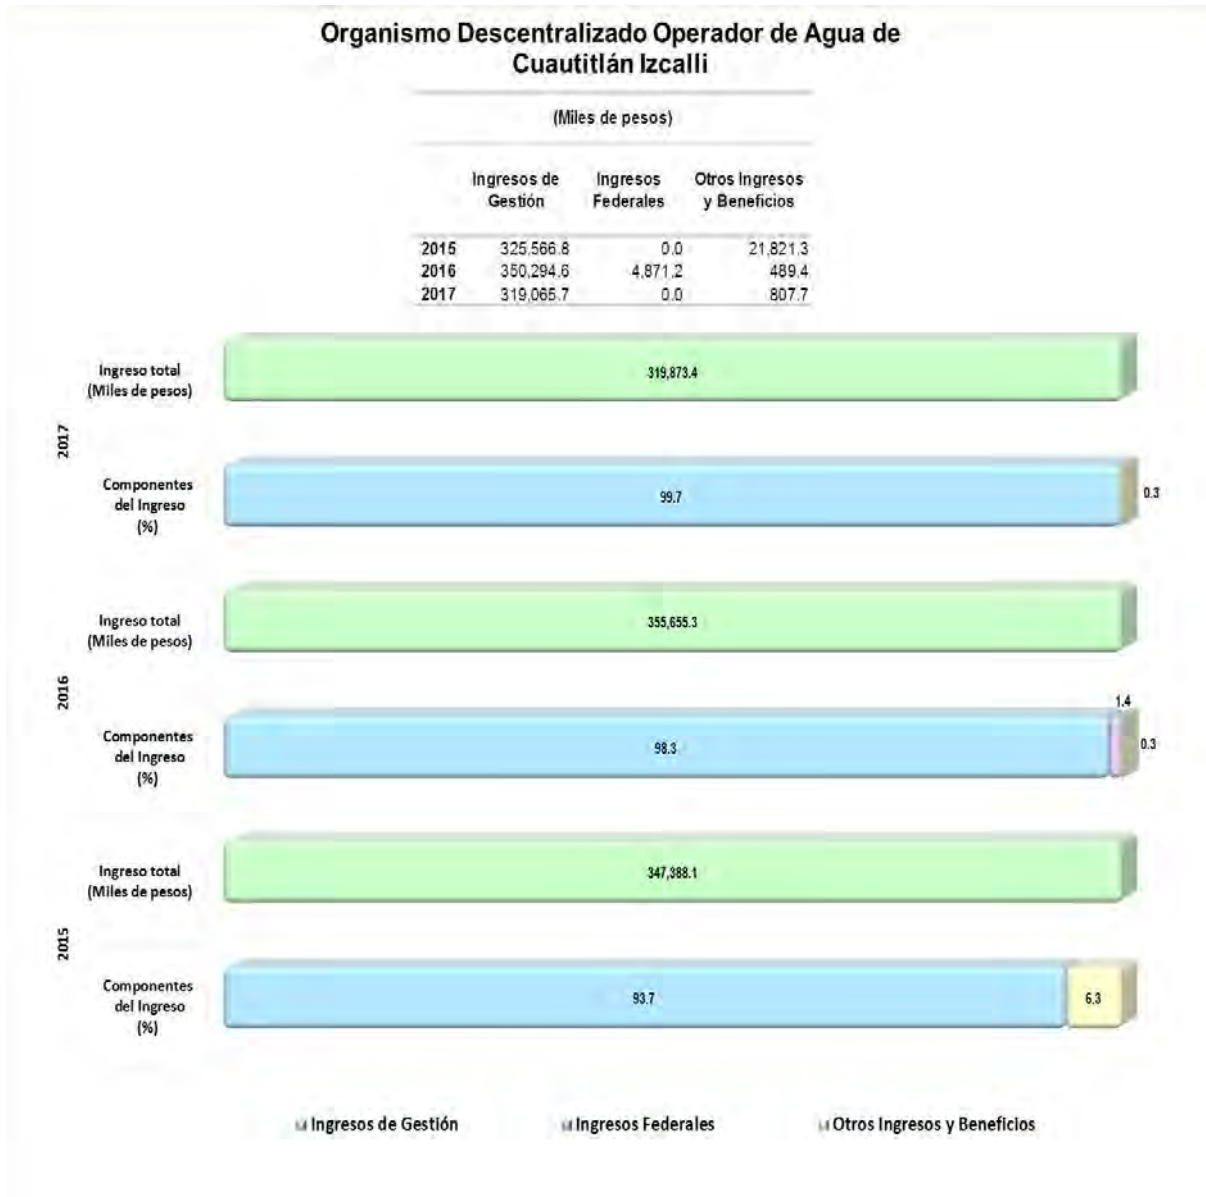 Organismo Descentralizado Operador de Agua de
Cuautitlán Izcalli
(Miles de pesos)
Ingresos de Ingresos Otros Ingresos
Gestión Federales y Beneficios
2015 325,566.8 0.0 21,821.3
2016 350,294.6 4,871.2 489.4
2017 319,065.7 0.0 807.7
2017
Ingreso total
(Miles de pesos)
319,873.4
Componentes
del Ingreso
(%)
99.7
0.3
2016
Ingreso total
(Miles de pesos)
355,655.3
Componentes
del Ingreso
(%)
98.3
1.4
0.3
2015
Ingreso total
(Miles de pesos)
347,388.1
Componentes
del Ingreso
(%)
93.7
6.3
Ingresos de Gestión Ingresos Federales Otros Ingresos y Beneficios